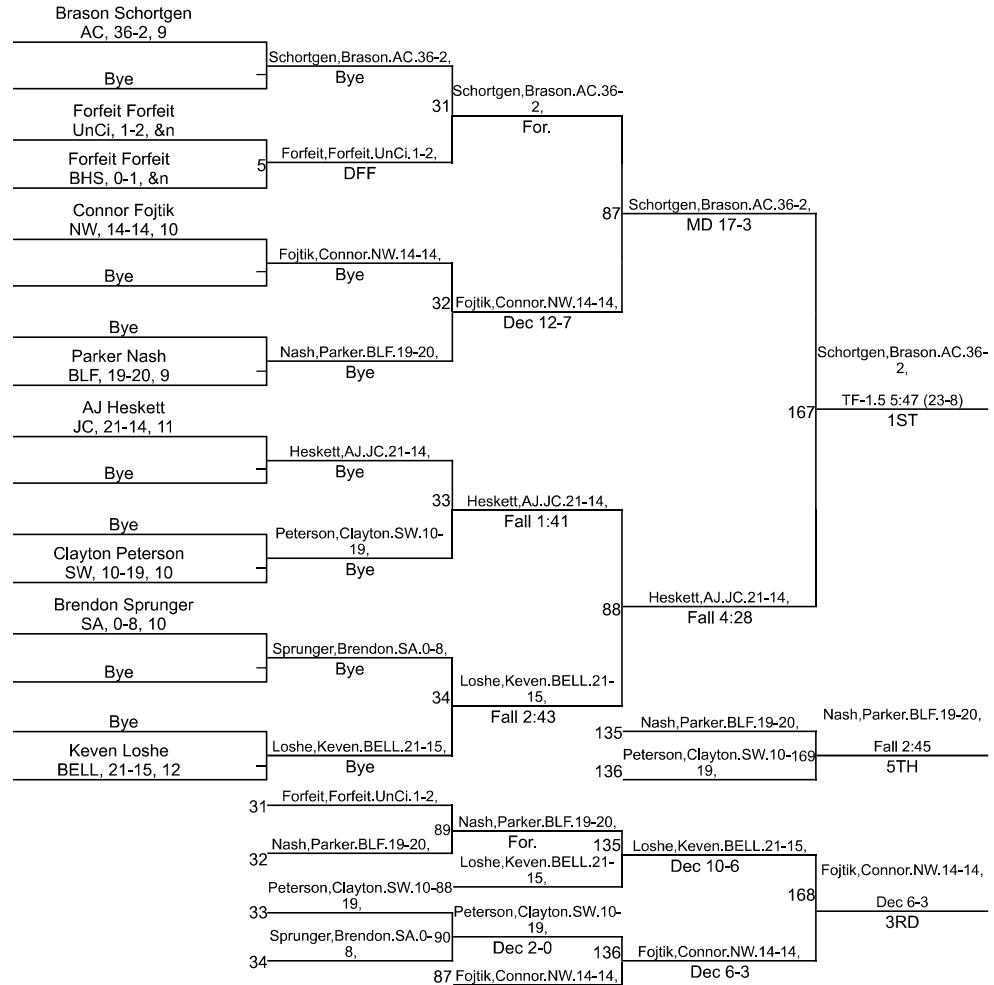 Brason Schortgen
AC, 36-2, 9
Bye
Schortgen,Brason.AC.36-2,
Bye
Forfeit Forfeit
UnCi, 1-2, &n
Forfeit Forfeit
BHS, 0-1, &n
5
Forfeit,Forfeit.UnCi.1-2,
DFF
31
Schortgen,Brason.AC.36-
2,
For.
Connor Fojtik
NW, 14-14, 10
Bye
Fojtik,Connor.NW.14-14,
Bye
Bye
Parker Nash
BLF, 19-20, 9
Nash,Parker.BLF.19-20,
Bye
32
Fojtik,Connor.NW.14-14,
Dec 12-7
87
Schortgen,Brason.AC.36-2,
MD 17-3
AJ Heskett
JC, 21-14, 11
Bye
Heskett,AJ.JC.21-14,
Bye
Bye
Clayton Peterson
SW, 10-19, 10
Peterson,Clayton.SW.10-
19,
Bye
33
Heskett,AJ.JC.21-14,
Fall 1:41
Brendon Sprunger
SA, 0-8, 10
Bye
Sprunger,Brendon.SA.0-8,
Bye
Bye
Keven Loshe
BELL, 21-15, 12
Loshe,Keven.BELL.21-15,
Bye
34
Loshe,Keven.BELL.21-
15,
Fall 2:43
88
Heskett,AJ.JC.21-14,
Fall 4:28
167
Schortgen,Brason.AC.36-
2,
TF-1.5 5:47 (23-8)
1ST
135
Nash,Parker.BLF.19-20,
136
Peterson,Clayton.SW.10-
19,
169
Nash,Parker.BLF.19-20,
Fall 2:45
5TH
31
Forfeit,Forfeit.UnCi.1-2,
32
Nash,Parker.BLF.19-20,
89
Nash,Parker.BLF.19-20,
For.
88
Loshe,Keven.BELL.21-
15,
135
Loshe,Keven.BELL.21-15,
Dec 10-6
33
Peterson,Clayton.SW.10-
19,
34
Sprunger,Brendon.SA.0-
8,
90
Peterson,Clayton.SW.10-
19,
Dec 2-0
87
Fojtik,Connor.NW.14-14,
136
Fojtik,Connor.NW.14-14,
Dec 6-3
168
Fojtik,Connor.NW.14-14,
Dec 6-3
3RD